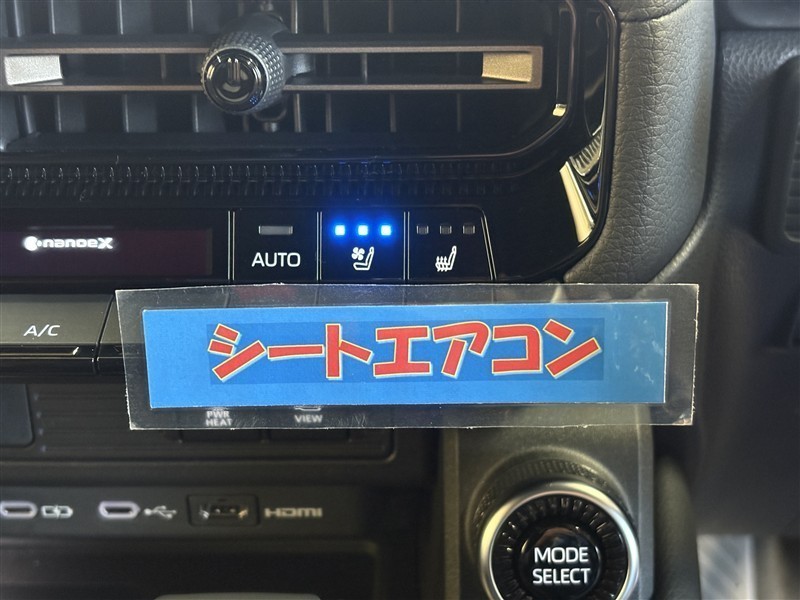 nanoeX
AUTO
A/C
シートエアコン
PWR
HEAT
VIEW
HDMI
MODE
SELECT